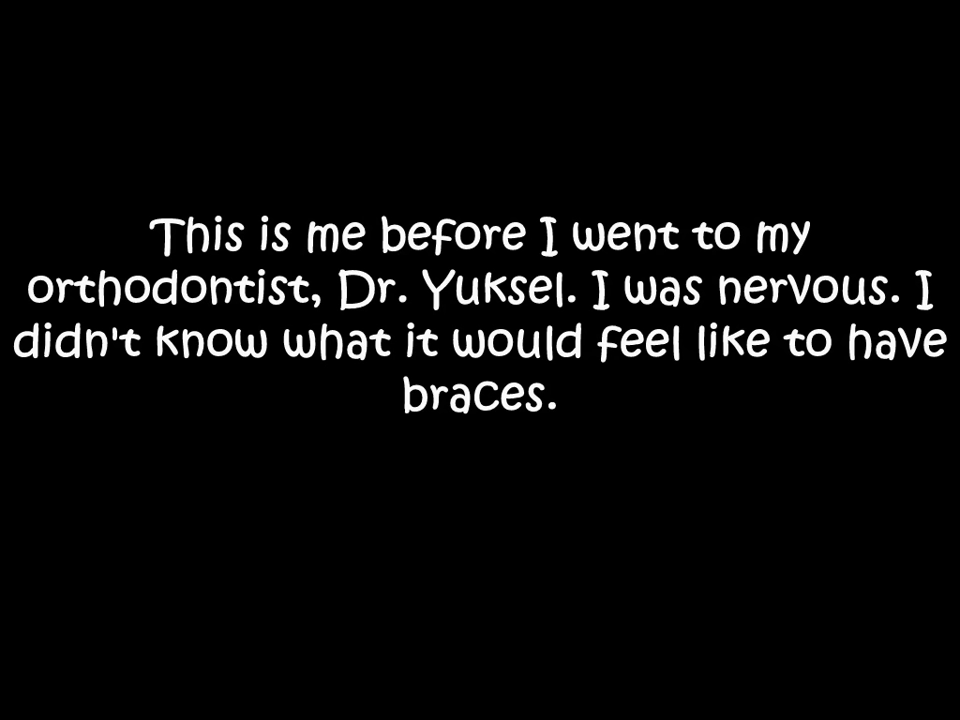 This is me before I went to my
orthodontist, Dr. Yuksel. I was nervous. I
didn't know what it would feel like to have
braces.